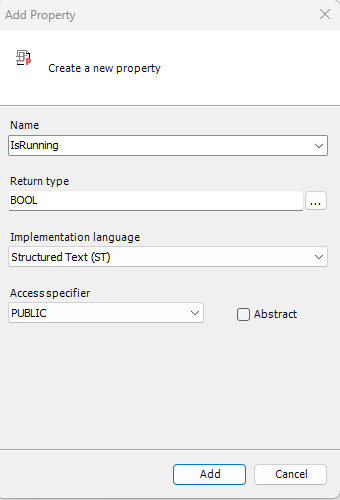 Add Property
Create a new property
Name
IsRunning
Return type
BOOL
...
Implementation language
Structured Text (ST)
Access specifier
PUBLIC
Abstract
Add
Cancel